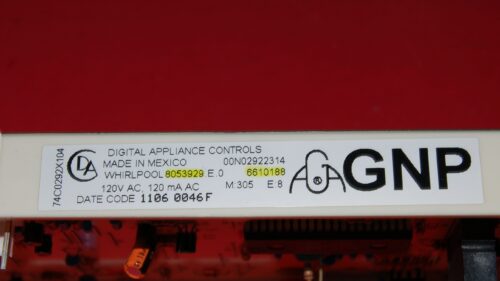 74C0292X104
CDA
DIGITAL APPLIANCE CONTROLS
MADE IN MEXICO 00N02922314
WHIRLPOOL 8053929 E.0 6610188
120V AC, 120 mA AC M:305 E:8
DATE CODE 1106 0046F
GNP